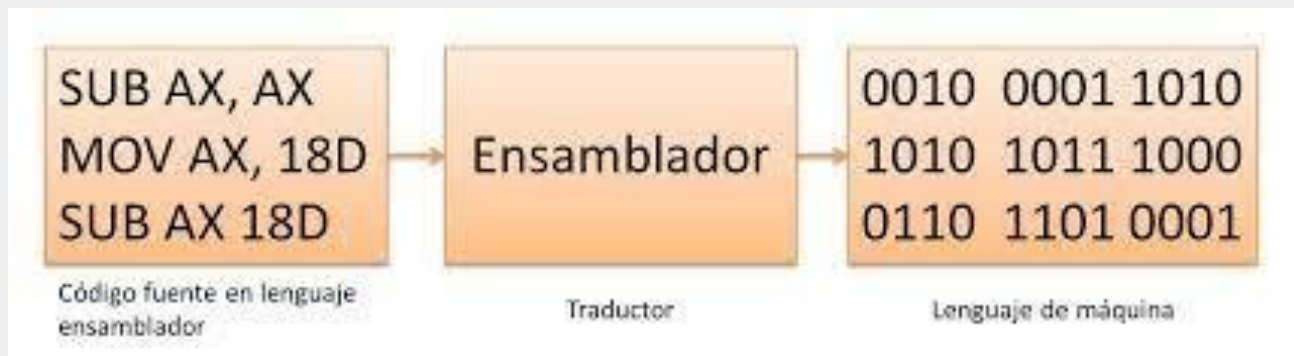 SUB AX, AX
MOV AX, 18D
SUB AX 18D
Código fuente en lenguaje
ensamblador
Ensamblador
Traductor
0010 0001 1010
1010 1011 1000
0110 1101 0001
Lenguaje de máquina